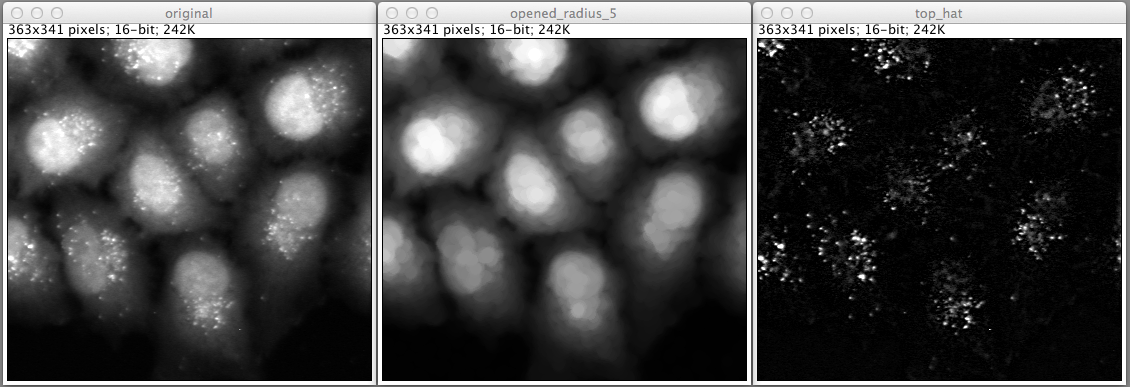 original
363x341 pixels; 16-bit; 242K
opened_radius_5
363x341 pixels; 16-bit; 242K
top_hat
363x341 pixels; 16-bit; 242K